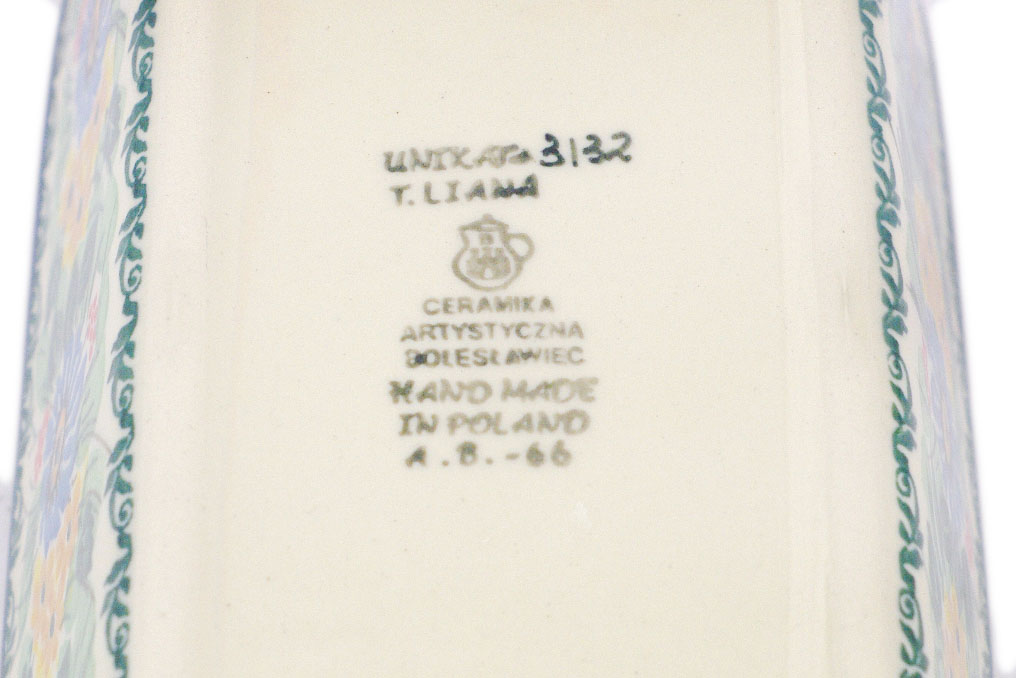 UNIKAT 3132
T. LIANA
CERAMIKA
ARTYSTYCZNA
BOLESŁAWIEC
HAND MADE
IN POLAND
A.B.-66